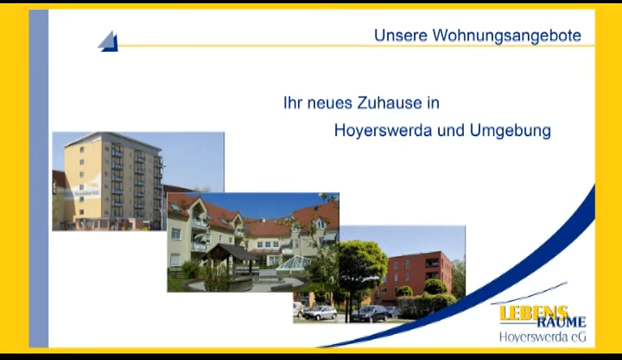 Unsere Wohnungsangebote
Ihr neues Zuhause in
Hoyerswerda und Umgebung
LEBENS
RÄUME
Hoyerswerda eG